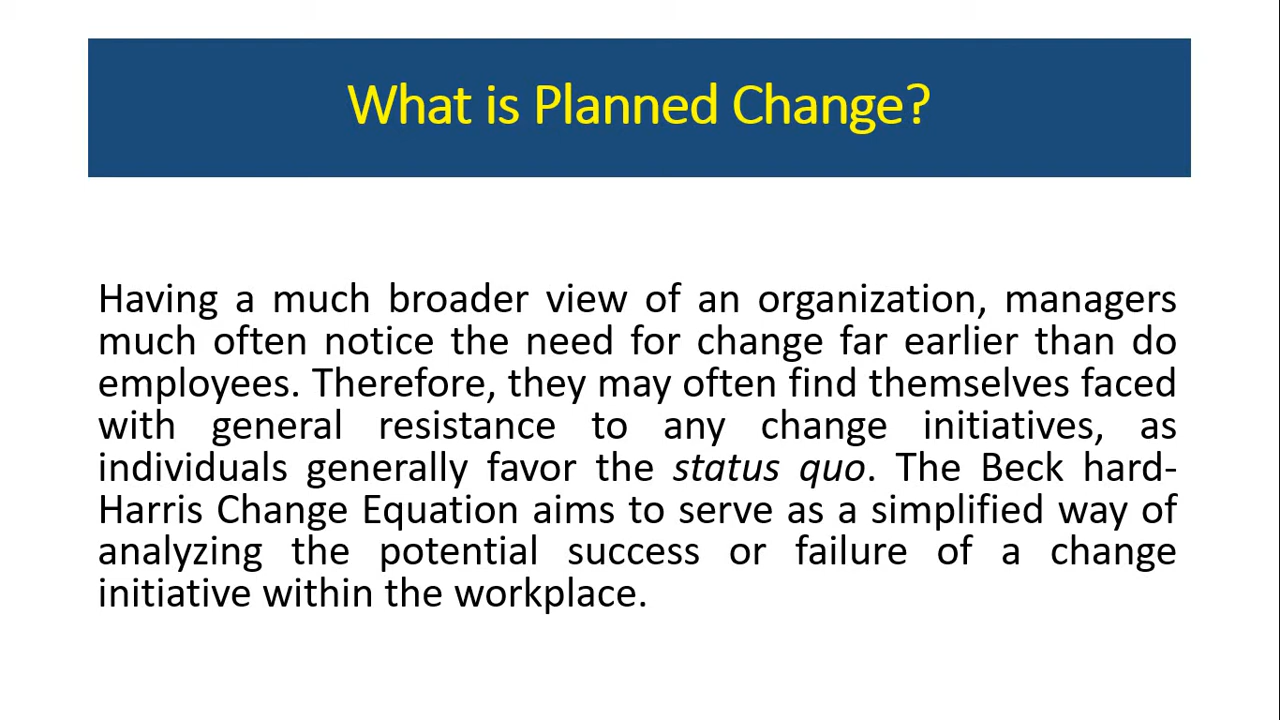 What is Planned Change?
Having a much broader view of an organization, managers
much often notice the need for change far earlier than do
employees. Therefore, they may often find themselves faced
with general resistance to any change initiatives, as
individuals generally favor the status quo. The Beck hard-
Harris Change Equation aims to serve as a simplified way of
analyzing the potential success or failure of a change
initiative within the workplace.